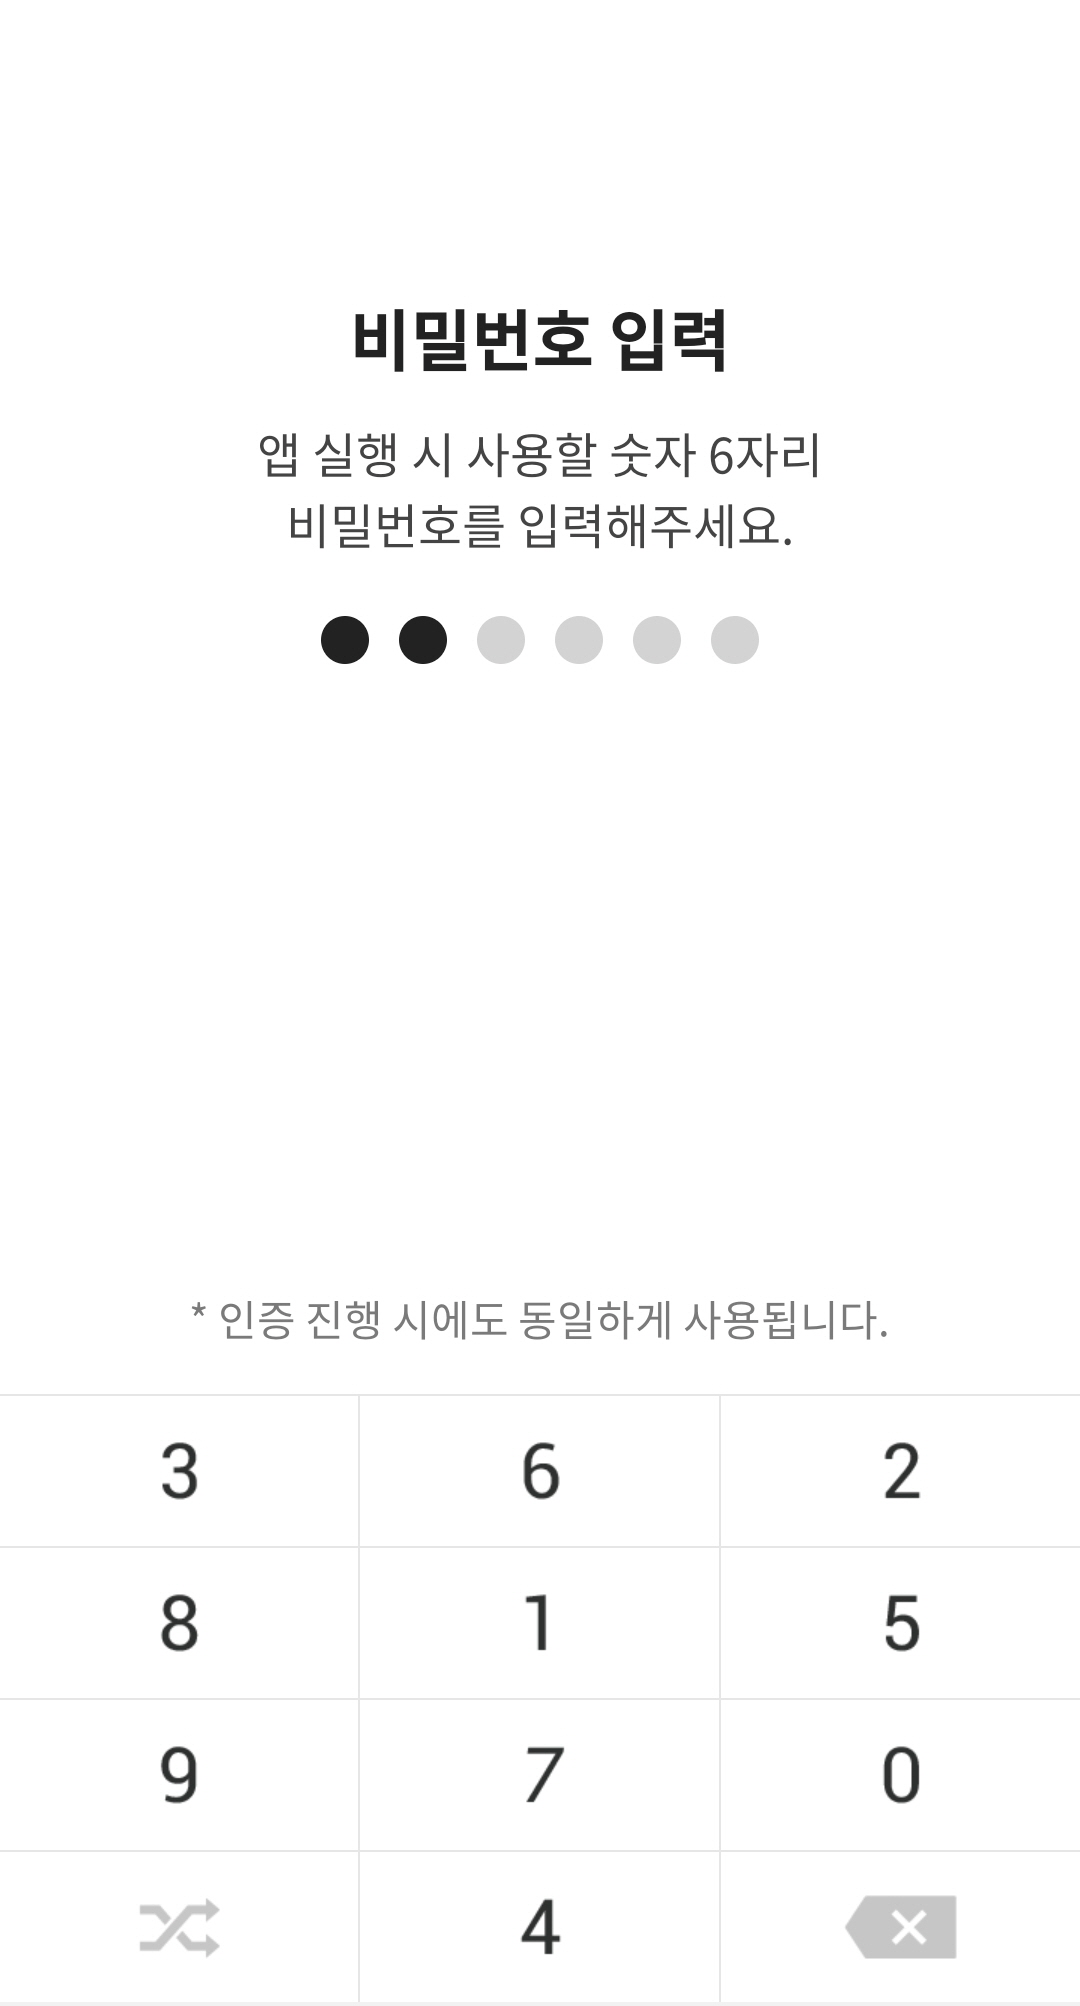 비밀번호 입력
앱 실행 시 사용할 숫자 6자리
비밀번호를 입력해주세요.
* 인증 진행 시에도 동일하게 사용됩니다.
3 6 2
8 1 5
9 7 0
4